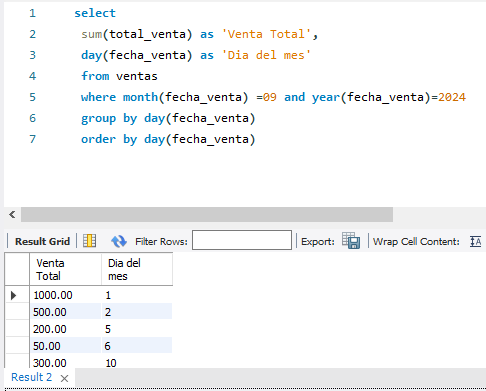 1 select
2 sum(total_venta) as 'Venta Total',
3 day(fecha_venta) as 'Dia del mes'
4 from ventas
5 where month(fecha_venta) =09 and year(fecha_venta)=2024
6 group by day(fecha_venta)
7 order by day(fecha_venta)
Result Grid Filter Rows: Export: Wrap Cell Content:
Venta Total Dia del mes
1000.00 1
500.00 2
200.00 5
50.00 6
300.00 10
Result 2